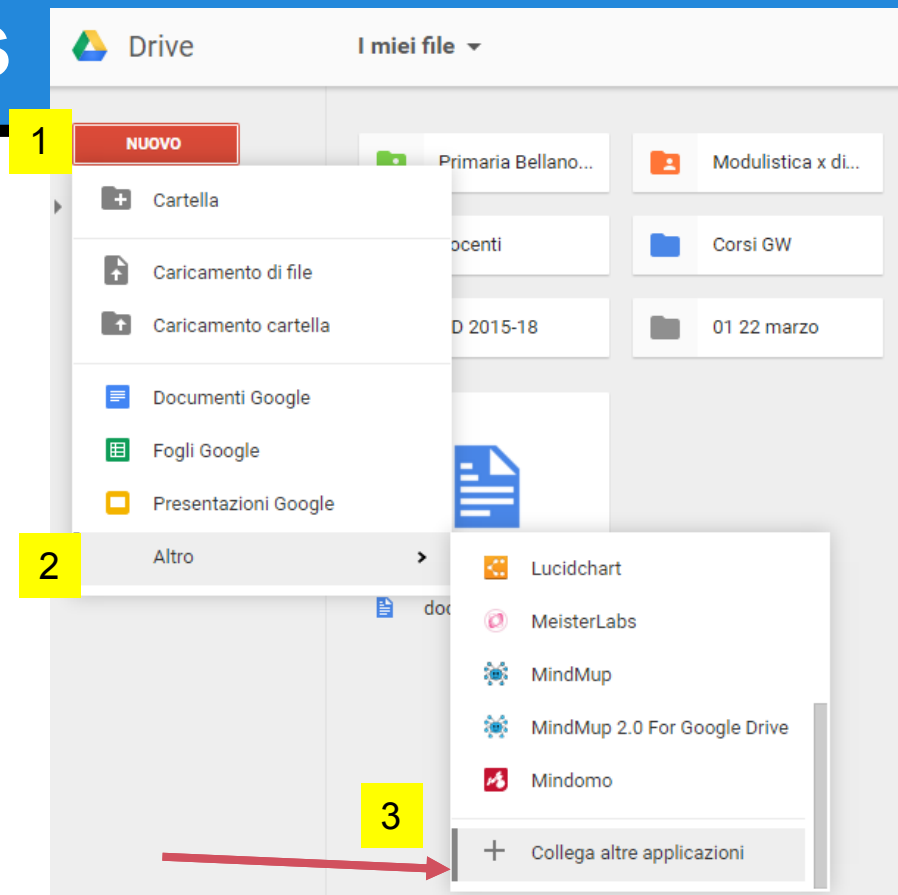 S
Drive
I miei file
1
NUOVO
Primaria Bellano...
Modulistica x di...
Cartella
ocenti
Corsi GW
Caricamento di file
Caricamento cartella
D 2015-18
01 22 marzo
Documenti Google
Fogli Google
Presentazioni Google
2
Altro
Lucidchart
doc
MeisterLabs
MindMup
MindMup 2.0 For Google Drive
Mindomo
3
Collega altre applicazioni